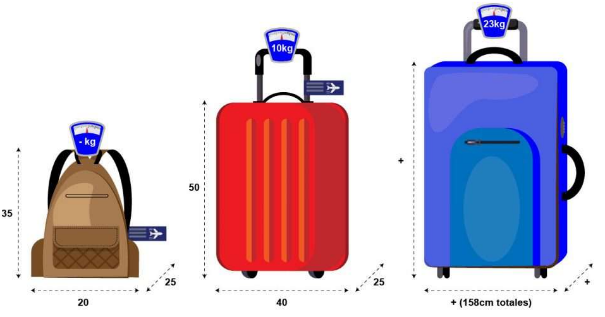 - kg
35
20
25
10kg
50
40
25
23kg
+
+ (158cm totales)
+